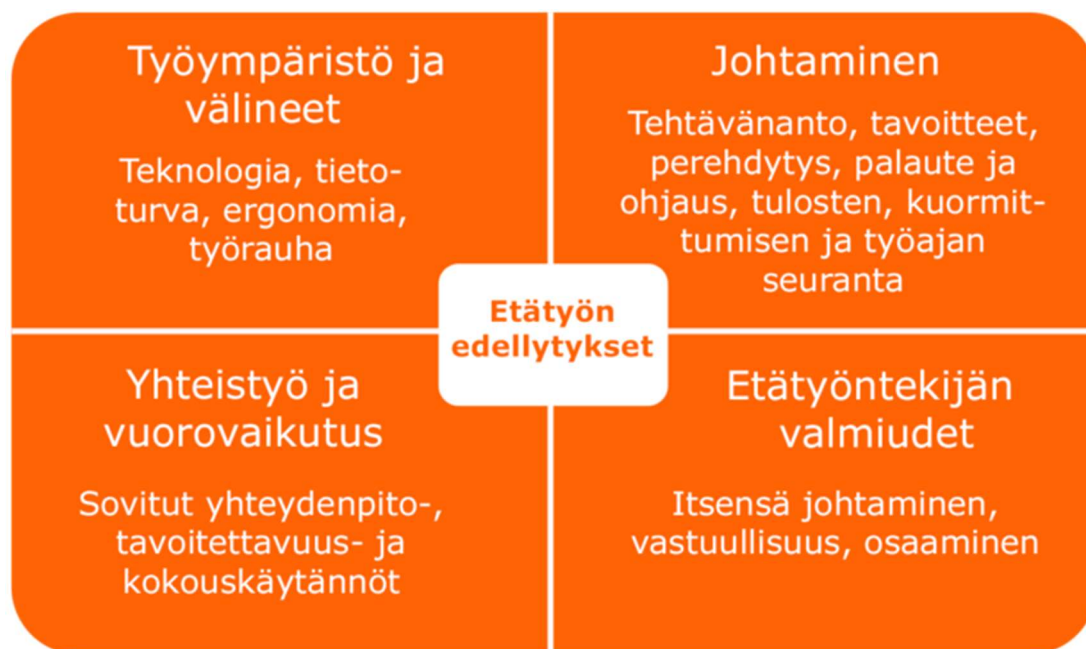 Työympäristö ja
välineet
Teknologia, tieto-
turva, ergonomia,
työrauha
Johtaminen
Tehtävänanto, tavoitteet,
perehdytys, palaute ja
ohjaus, tulosten, kuormit-
tumisen ja työajan
seuranta
Etätyön
edellytykset
Yhteistyö ja
vuorovaikutus
Sovitut yhteydenpito-,
tavoitettavuus- ja
kokouskäytännöt
Etätyöntekijän
valmiudet
Itsensä johtaminen,
vastuullisuus, osaaminen